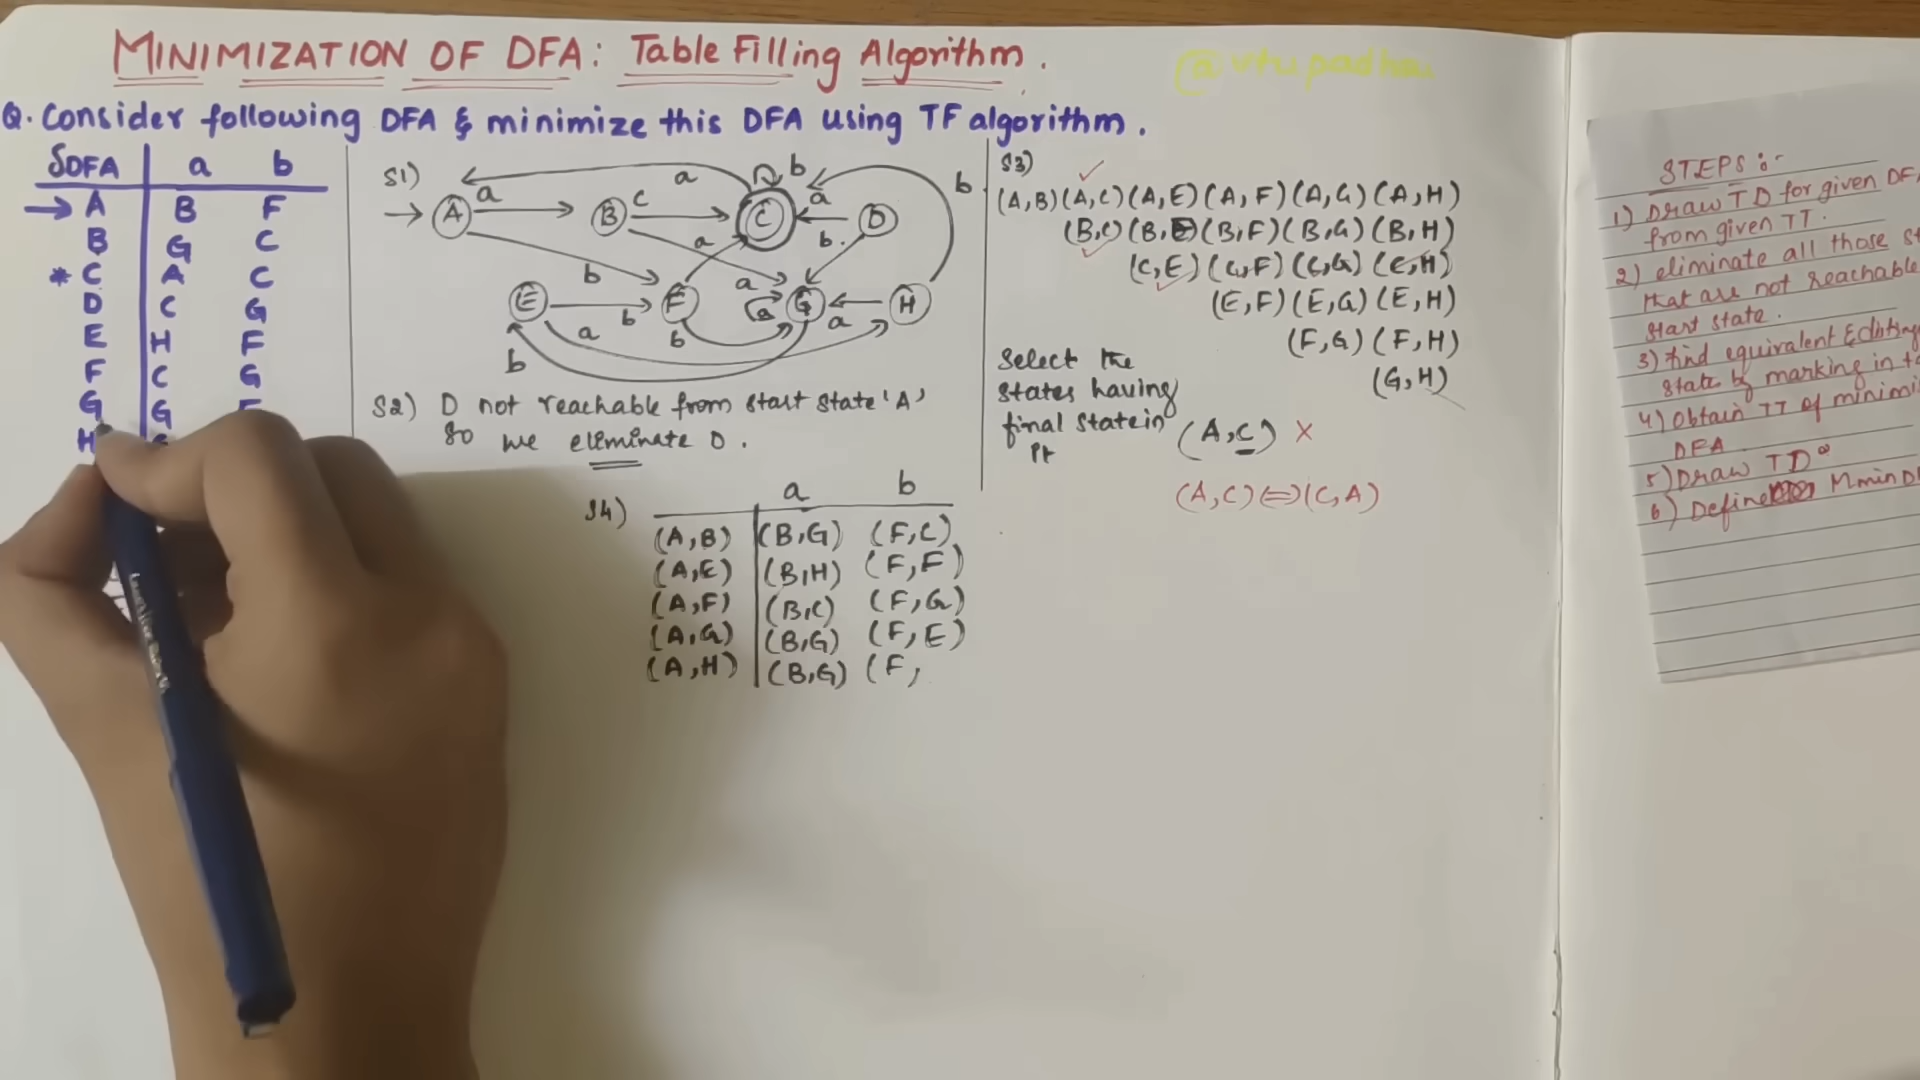 MINIMIZATION OF DFA: Table Filling Algorithm.
@vtupadhai
Q. Consider following DFA & minimize this DFA using TF algorithm.
δDFA a b
→ A B F
B G C
* C A C
D C G
E H F
F C G
G G
H
S1)
a b
a a
→ A B C C D
b a b.
a b
E b F a G a H
a b
b
S2) D not reachable from start state 'A'
so we eliminate D.
S3)
(A,B) (A,C) (A,E) (A,F) (A,G) (A,H)
(B,C) (B,E) (B,F) (B,G) (B,H)
(C,E) (C,F) (C,G) (C,H)
(E,F) (E,G) (E,H)
(F,G) (F,H)
(G,H)
Select the
states having
final state in
it
(A,C) ×
(A,C) ⇔ (C,A)
S4) a b
(A,B) (B,G) (F,C)
(A,E) (B,H) (F,F)
(A,F) (B,C) (F,G)
(A,G) (B,G) (F,E)
(A,H) (B,G) (F,
STEPS :-
1) Draw TD for given DFA
from given TT.
2) eliminate all those
that are not reachable
start state.
3) find equivalent &
state by marking in
4) Obtain TT of
DFA
5) Draw TD
6) Define Mmin